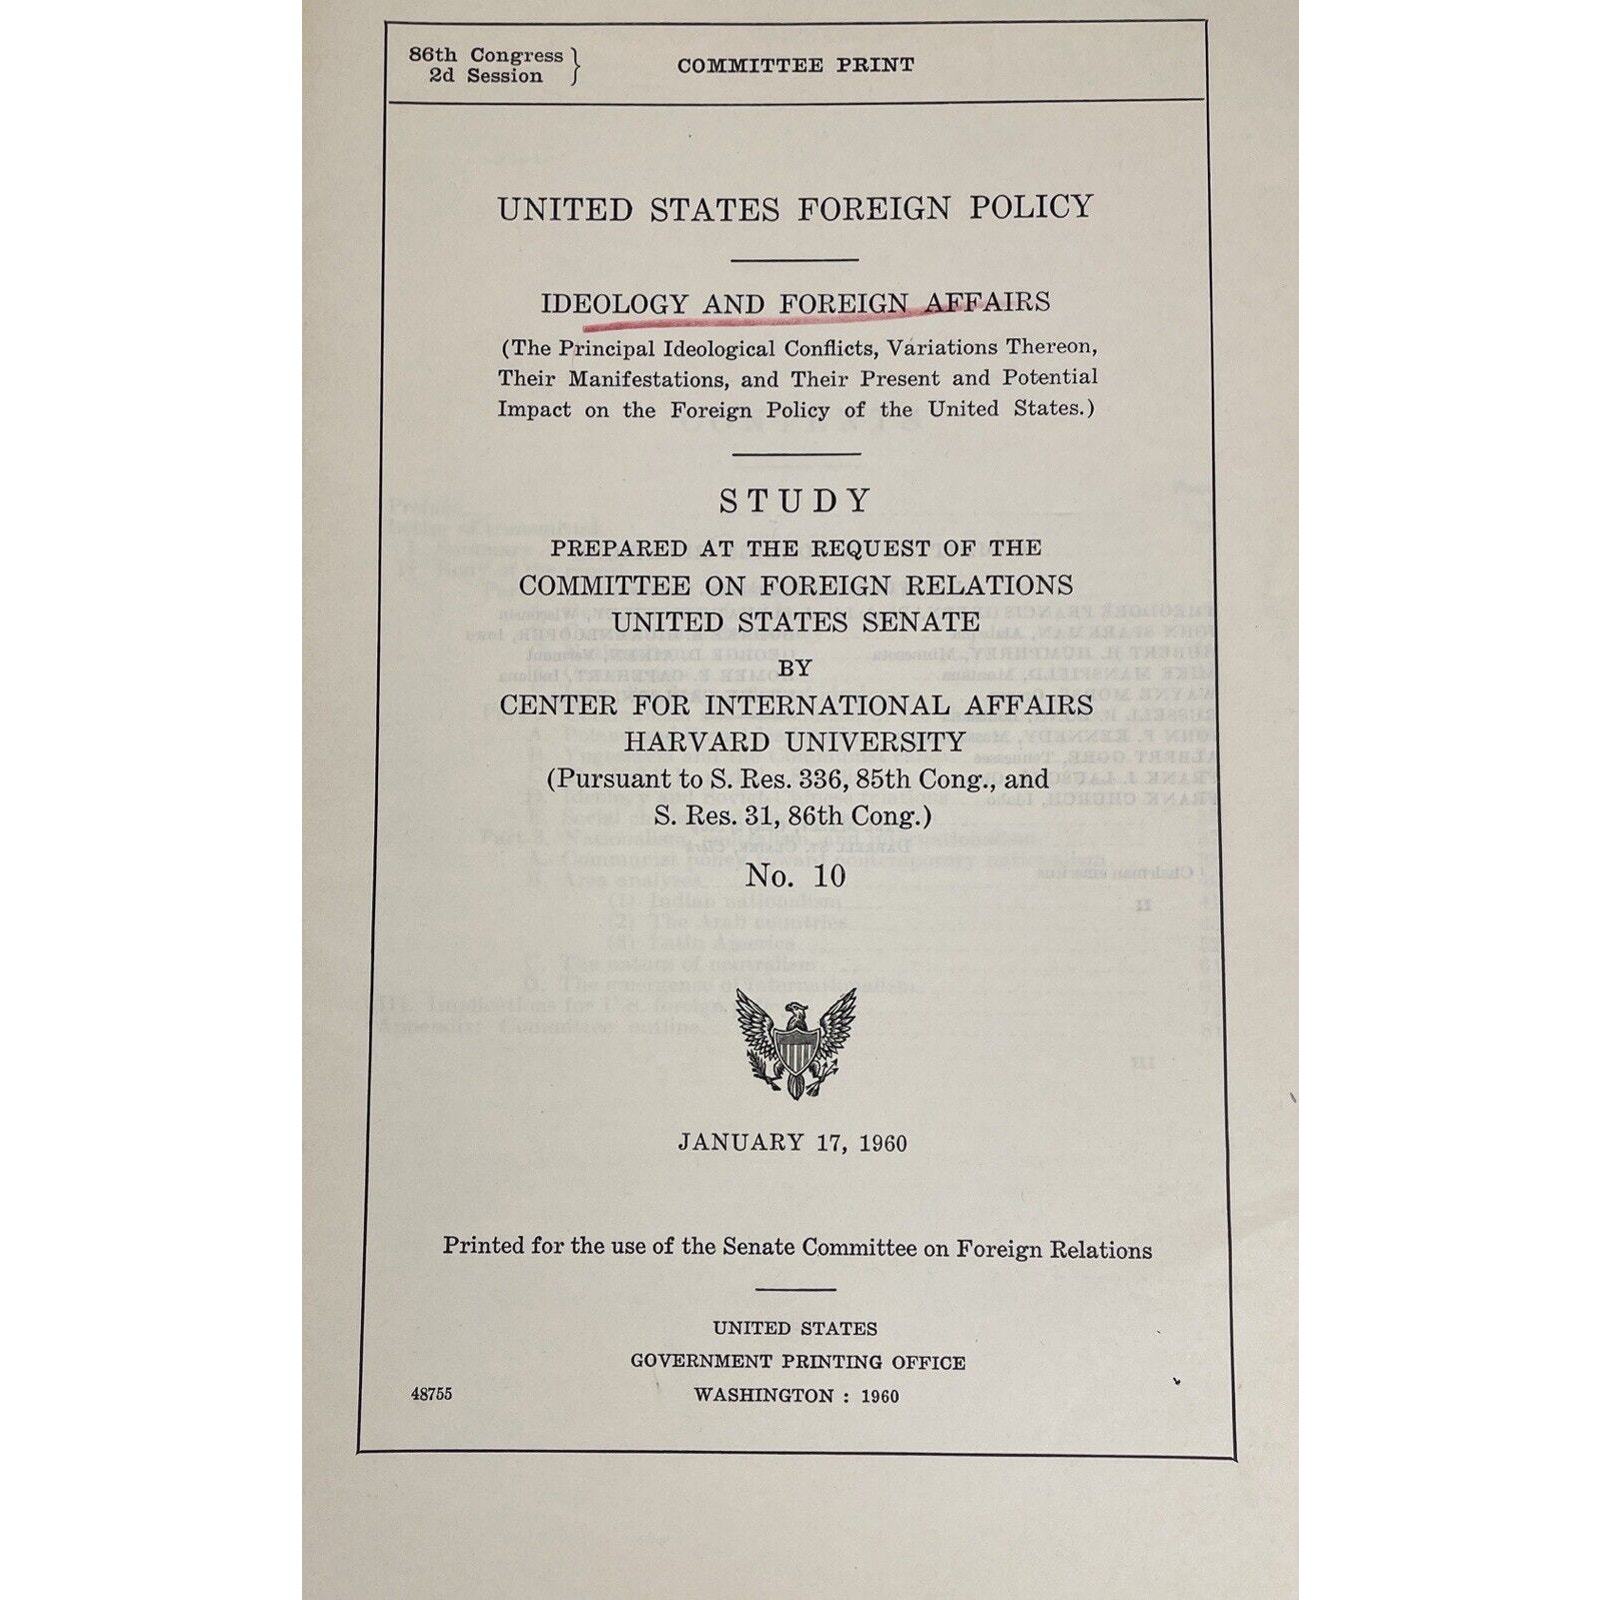 86th Congress
2d Session
COMMITTEE PRINT
UNITED STATES FOREIGN POLICY
IDEOLOGY AND FOREIGN AFFAIRS
(The Principal Ideological Conflicts, Variations Thereon,
Their Manifestations, and Their Present and Potential
Impact on the Foreign Policy of the United States.)
STUDY
PREPARED AT THE REQUEST OF THE
COMMITTEE ON FOREIGN RELATIONS
UNITED STATES SENATE
BY
CENTER FOR INTERNATIONAL AFFAIRS
HARVARD UNIVERSITY
(Pursuant to S. Res. 336, 85th Cong., and
S. Res. 31, 86th Cong.)
No. 10
JANUARY 17, 1960
Printed for the use of the Senate Committee on Foreign Relations
UNITED STATES
GOVERNMENT PRINTING OFFICE
48755
WASHINGTON : 1960